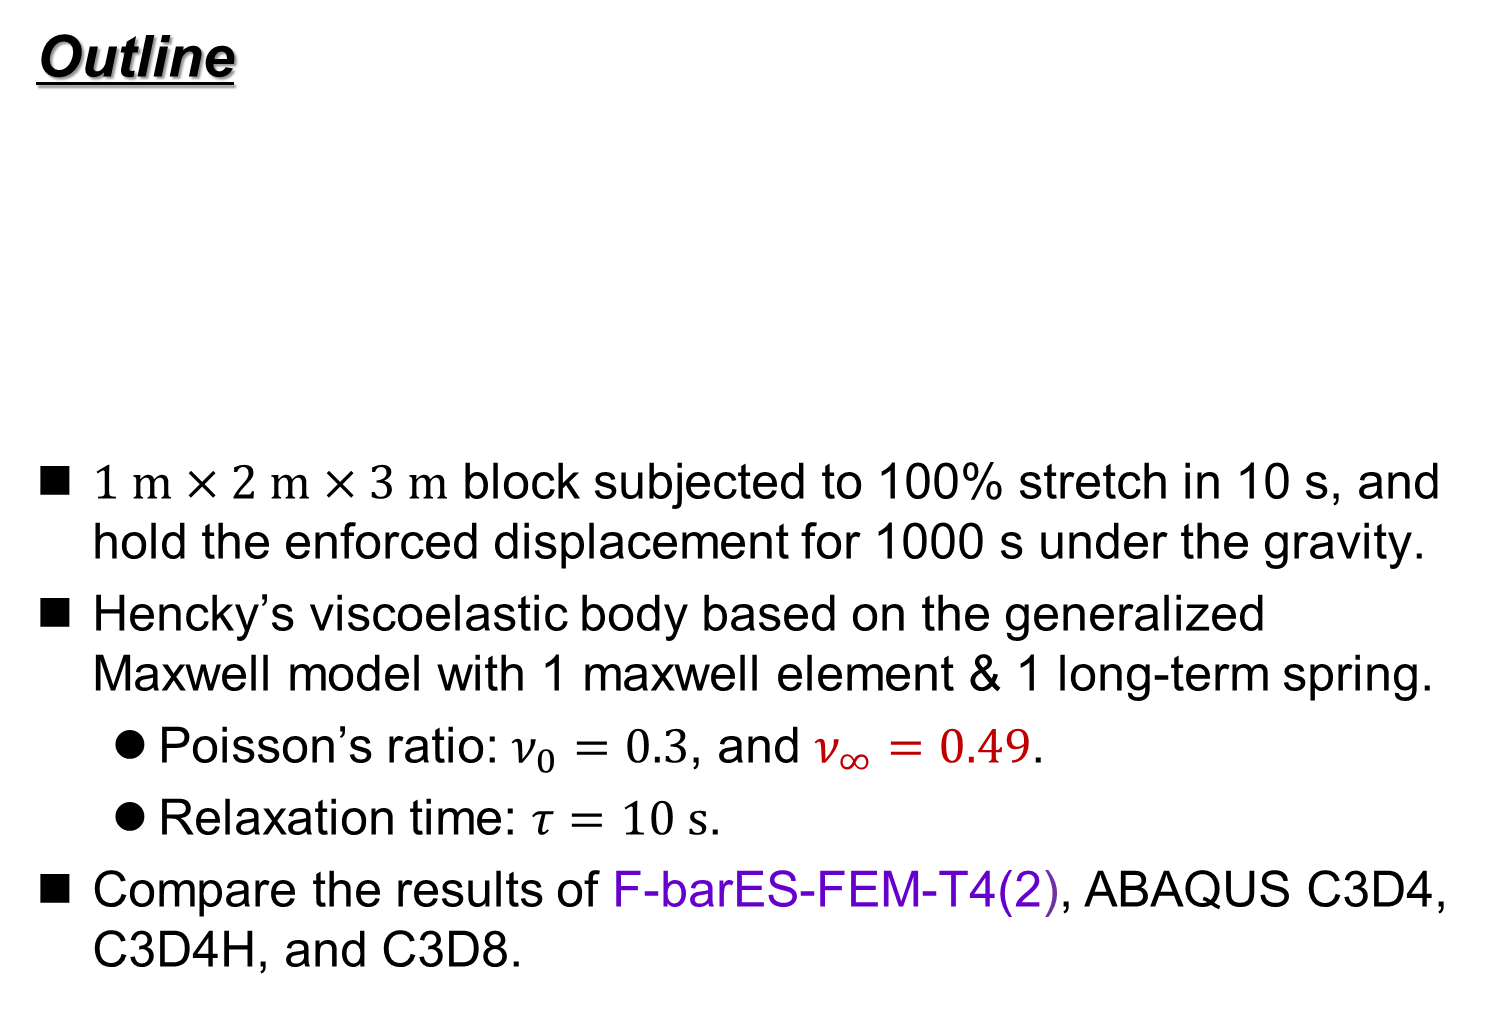 Outline
■ 1 m × 2 m × 3 m block subjected to 100% stretch in 10 s, and
hold the enforced displacement for 1000 s under the gravity.
■ Hencky’s viscoelastic body based on the generalized
Maxwell model with 1 maxwell element & 1 long-term spring.
● Poisson’s ratio: ν₀ = 0.3, and ν∞ = 0.49.
● Relaxation time: τ = 10 s.
■ Compare the results of F-barES-FEM-T4(2), ABAQUS C3D4,
C3D4H, and C3D8.